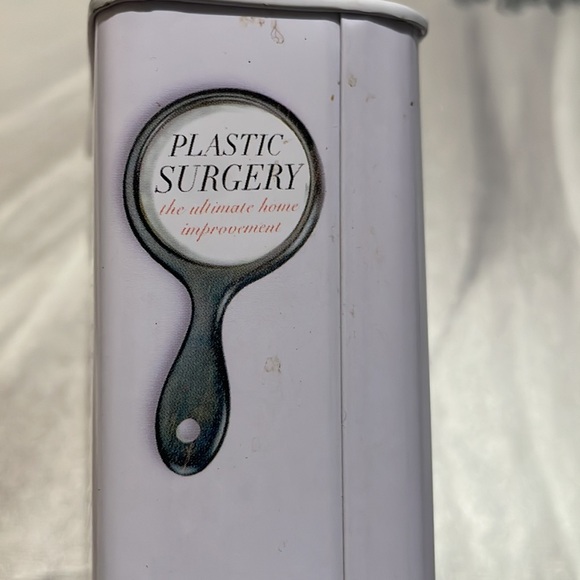 PLASTIC
SURGERY
the ultimate home
improvement